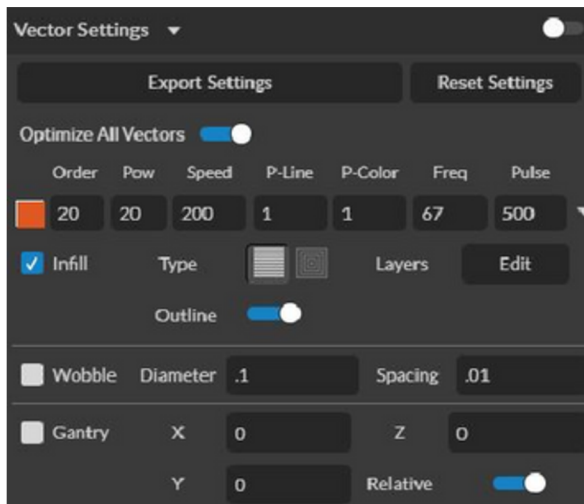 Vector Settings
Export Settings Reset Settings
Optimize All Vectors
Order Pow Speed P-Line P-Color Freq Pulse
20 20 200 1 1 67 500
Infill Type Layers Edit
Outline
Wobble Diameter .1 Spacing .01
Gantry X 0 Z 0
Y 0 Relative